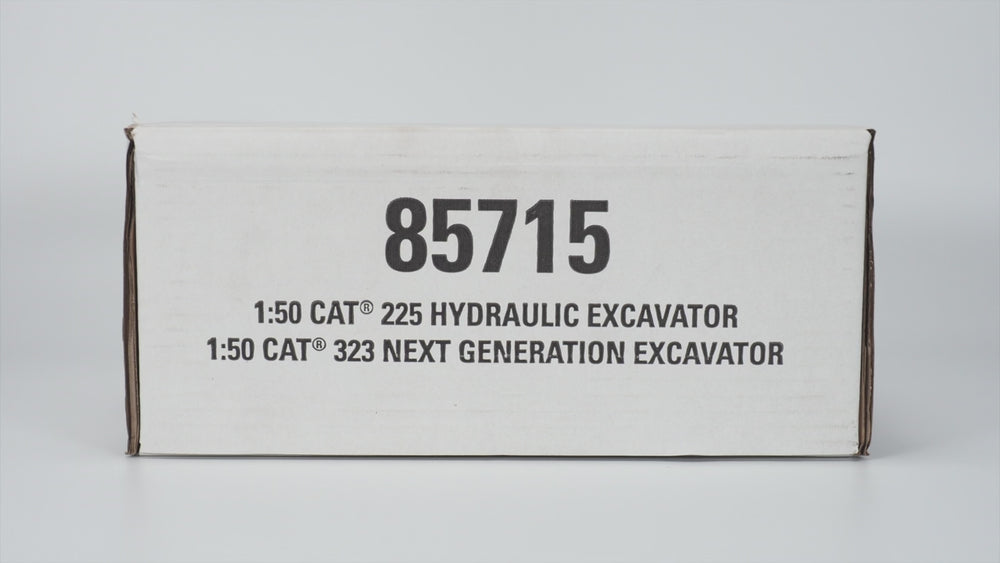 85715
1:50 CAT® 225 HYDRAULIC EXCAVATOR
1:50 CAT® 323 NEXT GENERATION EXCAVATOR